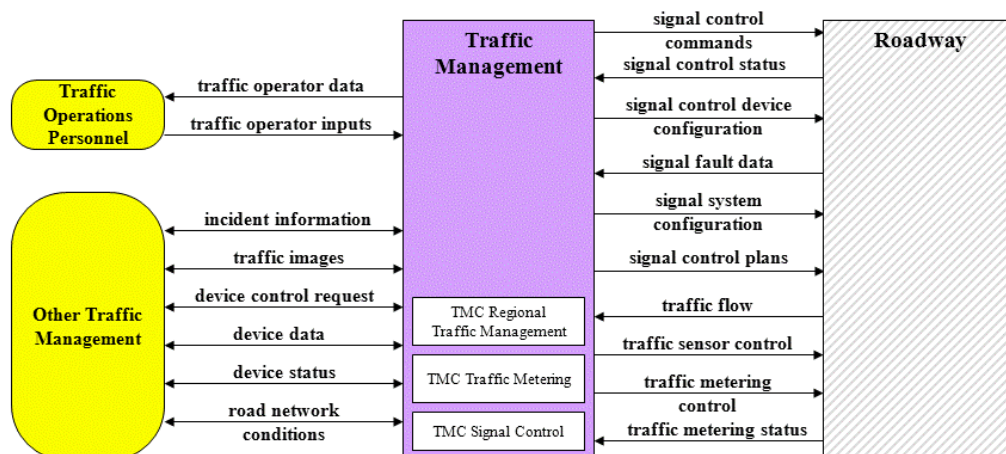 Traffic
Operations
Personnel
traffic operator data
traffic operator inputs
Other Traffic
Management
incident information
traffic images
device control request
device data
device status
road network
conditions
Traffic
Management
TMC Regional
Traffic Management
TMC Traffic Metering
TMC Signal Control
signal control
commands
signal control status
signal control device
configuration
signal fault data
signal system
configuration
signal control plans
traffic flow
traffic sensor control
traffic metering
control
traffic metering status
Roadway